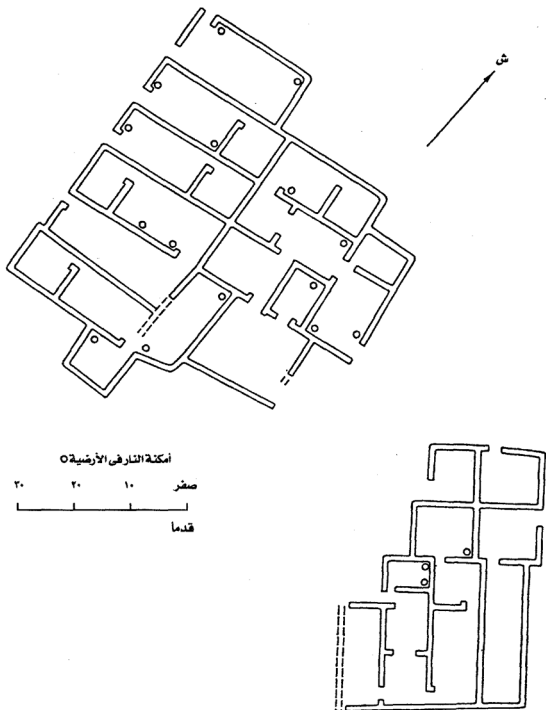 ش
أمكنة النار فى الأرضية o
صفر ١٠ ٢٠ ٣٠
قدما